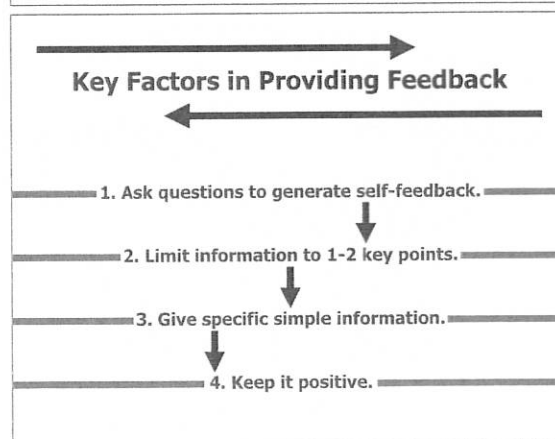 Key Factors in Providing Feedback
1. Ask questions to generate self-feedback.
2. Limit information to 1-2 key points.
3. Give specific simple information.
4. Keep it positive.